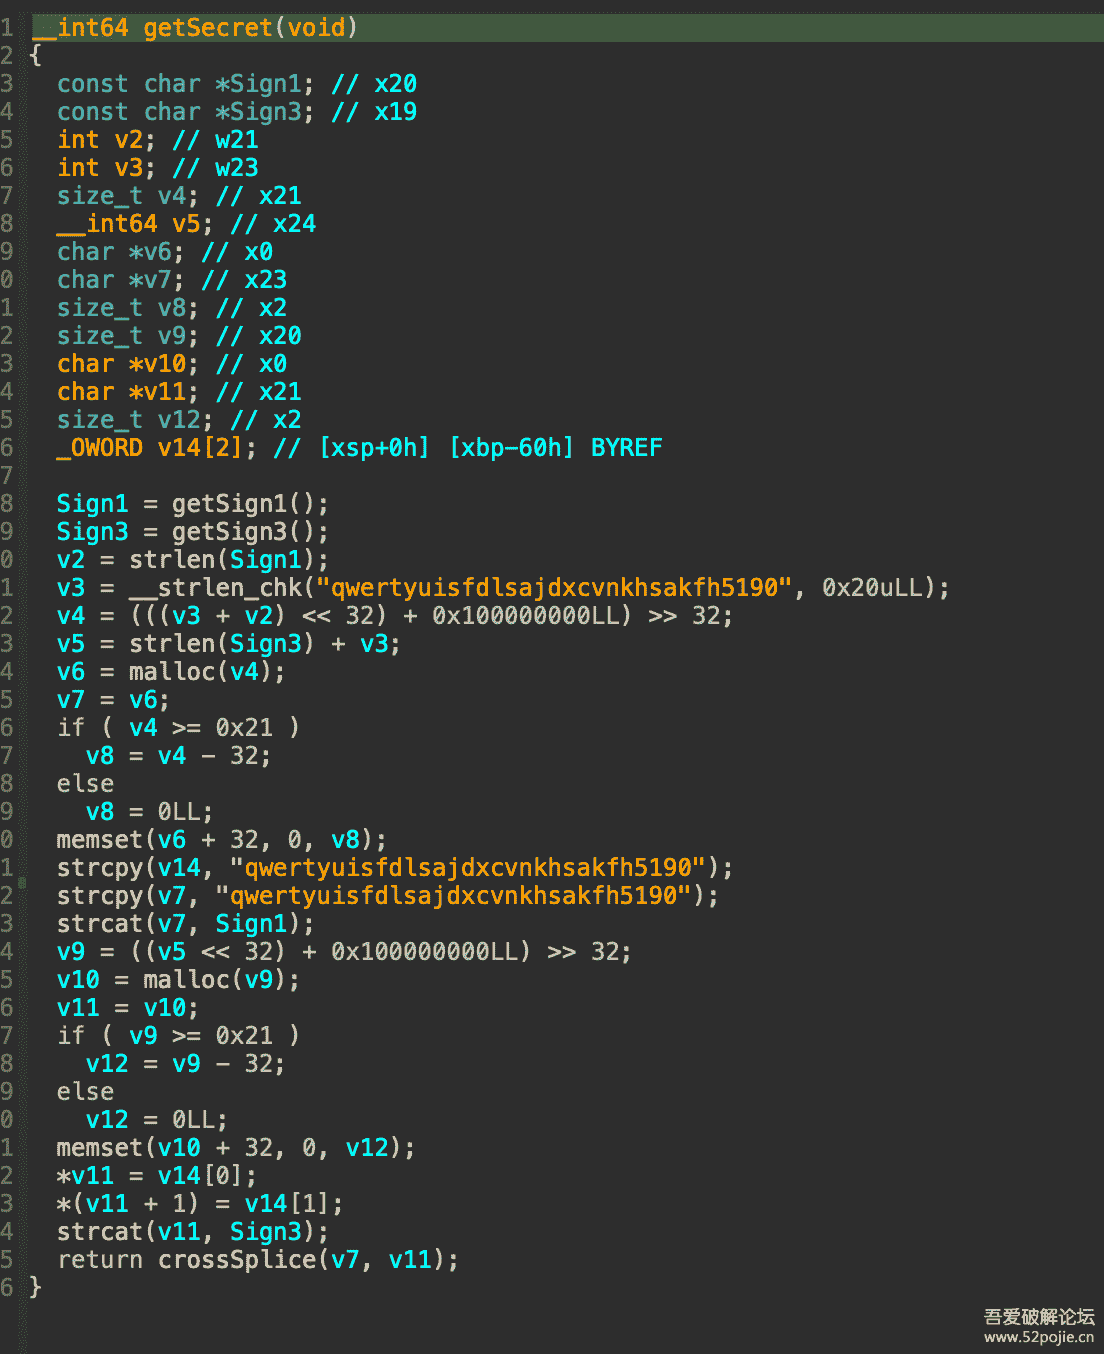 1 __int64 getSecret(void)
2 {
3 const char *Sign1; // x20
4 const char *Sign3; // x19
5 int v2; // w21
6 int v3; // w23
7 size_t v4; // x21
8 __int64 v5; // x24
9 char *v6; // x0
0 char *v7; // x23
1 size_t v8; // x2
2 size_t v9; // x20
3 char *v10; // x0
4 char *v11; // x21
5 size_t v12; // x2
6 _OWORD v14[2]; // [xsp+0h] [xbp-60h] BYREF
7
8 Sign1 = getSign1();
9 Sign3 = getSign3();
0 v2 = strlen(Sign1);
1 v3 = __strlen_chk("qwertyuisfdlsajdxcvnkhsakfh5190", 0x20uLL);
2 v4 = (((v3 + v2) << 32) + 0x100000000LL) >> 32;
3 v5 = strlen(Sign3) + v3;
4 v6 = malloc(v4);
5 v7 = v6;
6 if ( v4 >= 0x21 )
7 v8 = v4 - 32;
8 else
9 v8 = 0LL;
0 memset(v6 + 32, 0, v8);
1 strcpy(v14, "qwertyuisfdlsajdxcvnkhsakfh5190");
2 strcpy(v7, "qwertyuisfdlsajdxcvnkhsakfh5190");
3 strcat(v7, Sign1);
4 v9 = ((v5 << 32) + 0x100000000LL) >> 32;
5 v10 = malloc(v9);
6 v11 = v10;
7 if ( v9 >= 0x21 )
8 v12 = v9 - 32;
9 else
0 v12 = 0LL;
1 memset(v10 + 32, 0, v12);
2 *v11 = v14[0];
3 *(v11 + 1) = v14[1];
4 strcat(v11, Sign3);
5 return crossSplice(v7, v11);
6 }
吾爱破解论坛
www.52pojie.cn